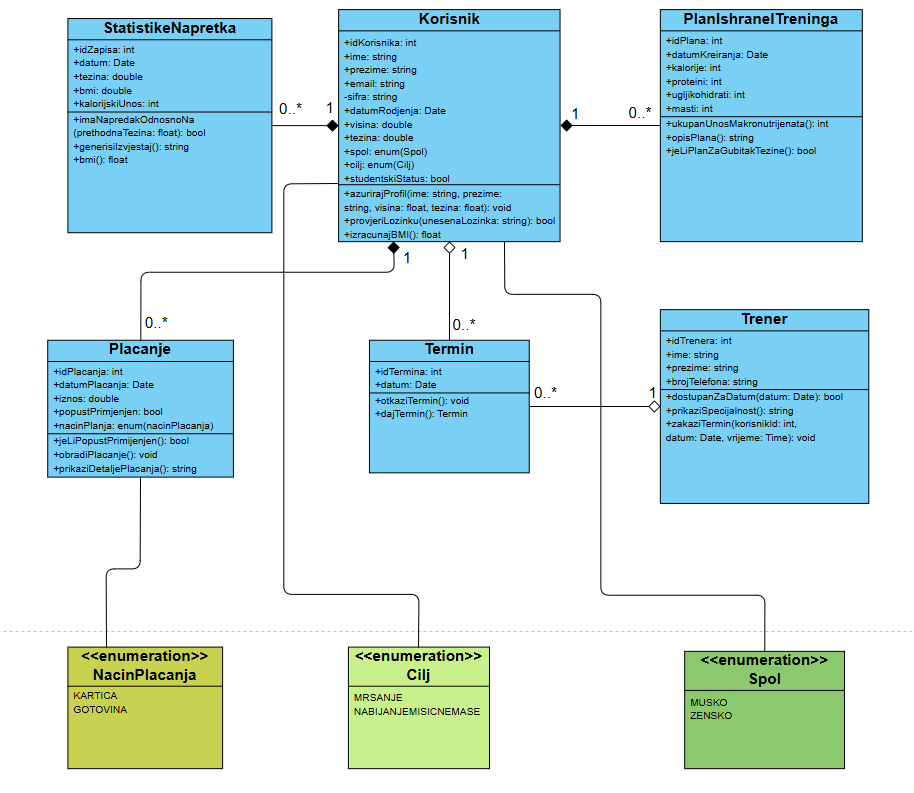 StatistikeNapretka
+idZapisa: int
+datum: Date
+tezina: double
+bmi: double
+kalorijskiUnos: int
+imaNapredakOdnosnoNa
(prethodnaTezina: float): bool
+generisiIzvjestaj(): string
+bmi(): float
0..*
1
Korisnik
+idKorisnika: int
+ime: string
+prezime: string
+email: string
-sifra: string
+datumRodjenja: Date
+visina: double
+tezina: double
+spol: enum(Spol)
+cilj: enum(Cilj)
+studentskiStatus: bool
+azurirajProfil(ime: string, prezime:
string, visina: float, tezina: float): void
+provjeriLozinku(unesenaLozinka: string): bool
+izracunajBMI(): float
1
0..*
PlanIshraneITreninga
+idPlana: int
+datumKreiranja: Date
+kalorije: int
+proteini: int
+ugljikohidrati: int
+masti: int
+ukupanUnosMakronutrijenata(): int
+opisPlana(): string
+jeLiPlanZaGubitakTezine(): bool
1
0..*
1
0..*
Placanje
+idPlacanja: int
+datumPlacanja: Date
+iznos: double
+popustPrimjenjen: bool
+nacinPlanja: enum(nacinPlacanja)
+jeLiPopustPrimijenjen(): bool
+obradiPlacanje(): void
+prikaziDetaljePlacanja(): string
Termin
+idTermina: int
+datum: Date
+otkaziTermin(): void
+dajTermin(): Termin
0..*
1
Trener
+idTrenera: int
+ime: string
+prezime: string
+brojTelefona: string
+dostupanZaDatum(datum: Date): bool
+prikaziSpecijalnost(): string
+zakaziTermin(korisnikId: int,
datum: Date, vrijeme: Time): void
<<enumeration>>
NacinPlacanja
KARTICA
GOTOVINA
<<enumeration>>
Cilj
MRSANJE
NABIJANJEMISICNEMASE
<<enumeration>>
Spol
MUSKO
ZENSKO